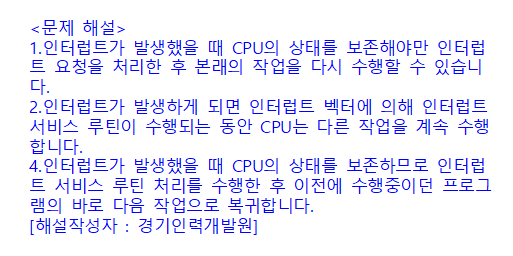 <문제 해설>
1.인터럽트가 발생했을 때 CPU의 상태를 보존해야만 인터럽
트 요청을 처리한 후 본래의 작업을 다시 수행할 수 있습니
다.
2.인터럽트가 발생하게 되면 인터럽트 벡터에 의해 인터럽트
서비스 루틴이 수행되는 동안 CPU는 다른 작업을 계속 수행
합니다.
4.인터럽트가 발생했을 때 CPU의 상태를 보존하므로 인터럽
트 서비스 루틴 처리를 수행한 후 이전에 수행중이던 프로그
램의 바로 다음 작업으로 복귀합니다.
[해설작성자 : 경기인력개발원]